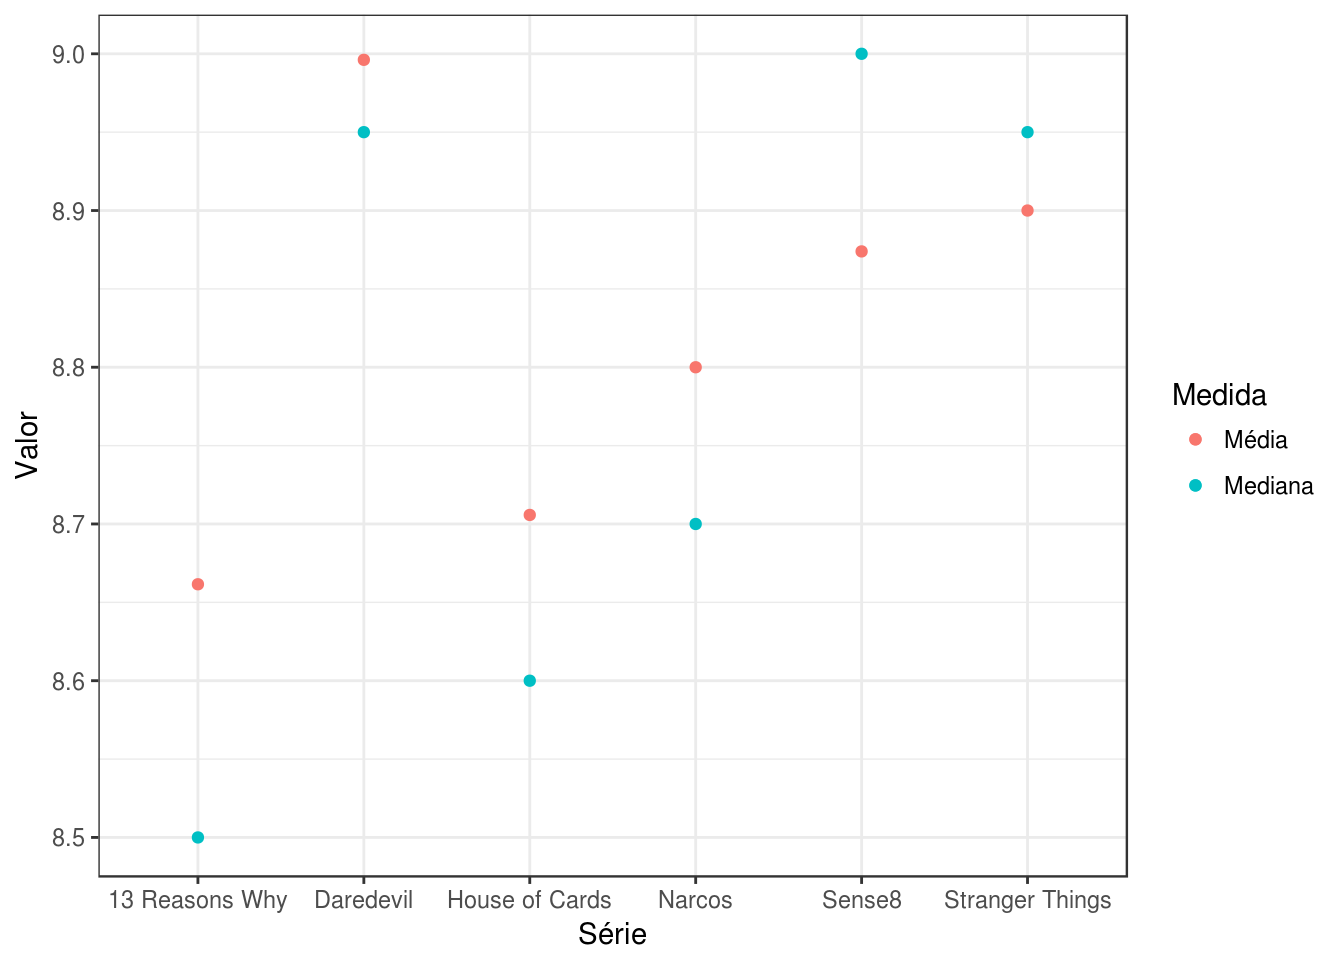 9.0
8.9
8.8
8.7
8.6
8.5
Valor
13 Reasons Why Daredevil House of Cards Narcos Sense8 Stranger Things
Série
Medida
Média
Mediana